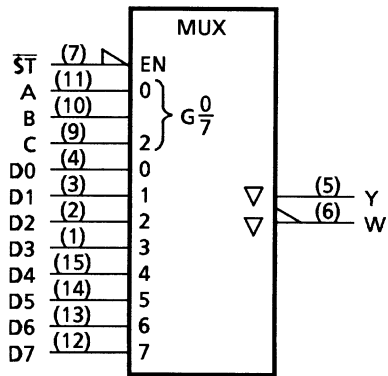 MUX
S̅T̅ (7) EN
A (11) 0
B (10)
G 0/7
C (9) 2
D0 (4) 0
D1 (3) 1
D2 (2) 2
D3 (1) 3
D4 (15) 4
D5 (14) 5
D6 (13) 6
D7 (12) 7
▽ (5) Y
▽ (6) W